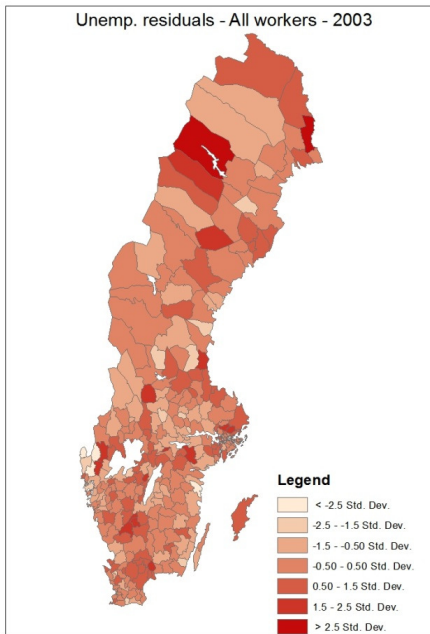 Unemp. residuals - All workers - 2003
Legend
< -2.5 Std. Dev.
-2.5 - -1.5 Std. Dev.
-1.5 - -0.50 Std. Dev.
-0.50 - 0.50 Std. Dev.
0.50 - 1.5 Std. Dev.
1.5 - 2.5 Std. Dev.
> 2.5 Std. Dev.